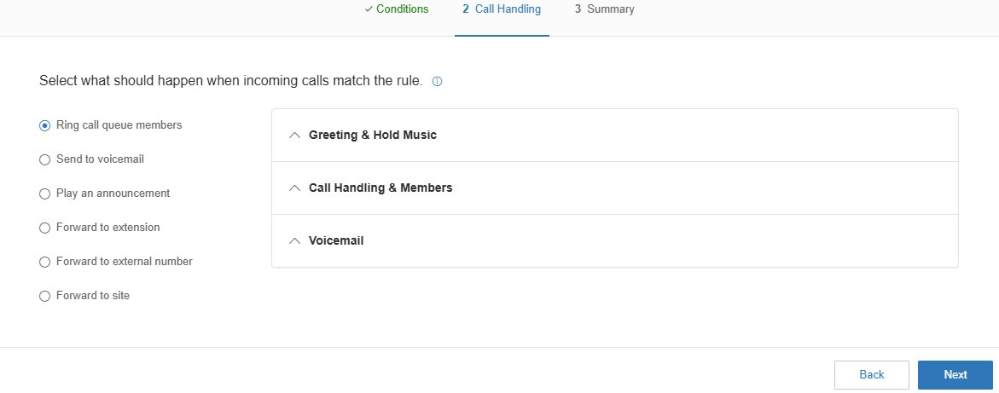 ✓ Conditions 2 Call Handling 3 Summary
Select what should happen when incoming calls match the rule.
Ring call queue members
Send to voicemail
Play an announcement
Forward to extension
Forward to external number
Forward to site
Greeting & Hold Music
Call Handling & Members
Voicemail
Back Next